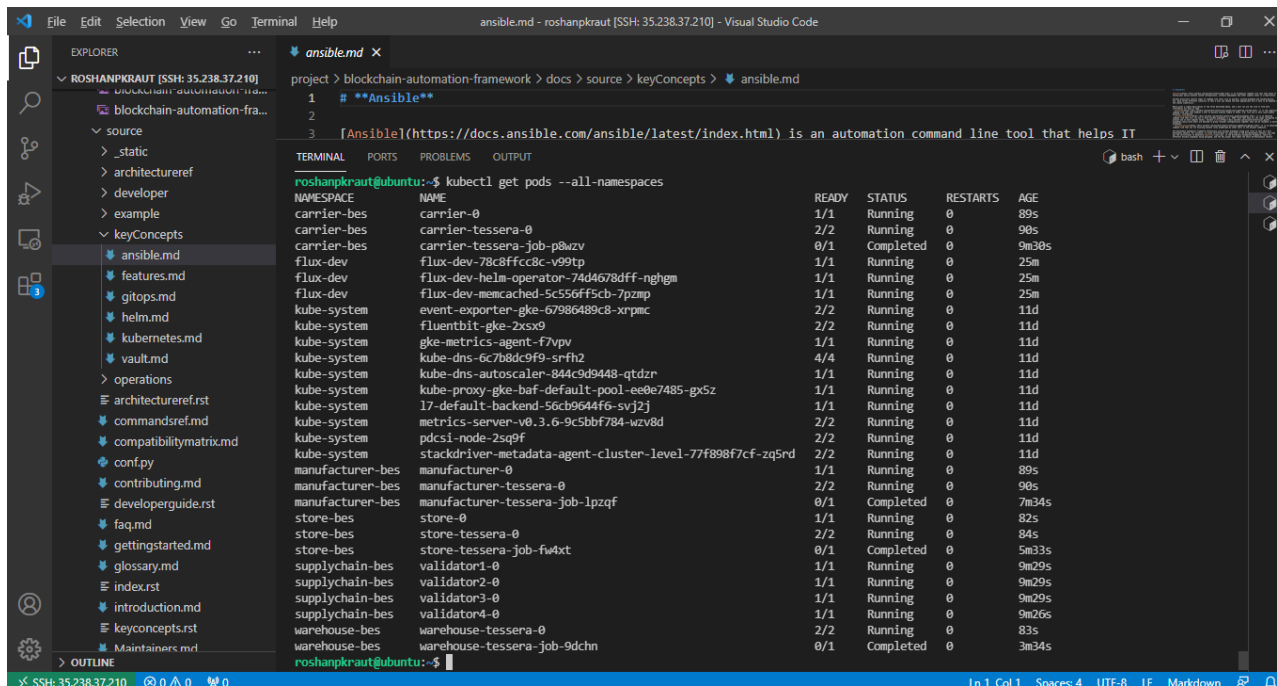 File Edit Selection View Go Terminal Help ansible.md - roshanpkraut [SSH: 35.238.37.210] - Visual Studio Code
EXPLORER
ROSHANPKRAUT [SSH: 35.238.37.210]
blockchain-automation-fra...
blockchain-automation-fra...
source
_static
architectureref
developer
example
keyConcepts
ansible.md
features.md
gitops.md
helm.md
kubernetes.md
vault.md
operations
architectureref.rst
commandsref.md
compatibilitymatrix.md
conf.py
contributing.md
developerguide.rst
faq.md
gettingstarted.md
glossary.md
index.rst
introduction.md
keyconcepts.rst
Maintainers.md
OUTLINE
3
ansible.md
project > blockchain-automation-framework > docs > source > keyConcepts > ansible.md
1 # **Ansible**
2
3 [Ansible](https://docs.ansible.com/ansible/latest/index.html) is an automation command line tool that helps IT
TERMINAL PORTS PROBLEMS OUTPUT bash
roshanpkraut@ubuntu:~$ kubectl get pods --all-namespaces
NAMESPACE NAME READY STATUS RESTARTS AGE
carrier-bes carrier-0 1/1 Running 0 89s
carrier-bes carrier-tessera-0 2/2 Running 0 90s
carrier-bes carrier-tessera-job-p8wzv 0/1 Completed 0 9m30s
flux-dev flux-dev-78c8ffcc8c-v99tp 1/1 Running 0 25m
flux-dev flux-dev-helm-operator-74d4678dff-nghgm 1/1 Running 0 25m
flux-dev flux-dev-memcached-5c556ff5cb-7pzmp 1/1 Running 0 25m
kube-system event-exporter-gke-67986489c8-xrpmc 2/2 Running 0 11d
kube-system fluentbit-gke-2xsx9 2/2 Running 0 11d
kube-system gke-metrics-agent-f7vpv 1/1 Running 0 11d
kube-system kube-dns-6c7b8dc9f9-srfh2 4/4 Running 0 11d
kube-system kube-dns-autoscaler-844c9d9448-qtdzr 1/1 Running 0 11d
kube-system kube-proxy-gke-baf-default-pool-ee0e7485-gx5z 1/1 Running 0 11d
kube-system l7-default-backend-56cb9644f6-svj2j 1/1 Running 0 11d
kube-system metrics-server-v0.3.6-9c5bbf784-wzv8d 2/2 Running 0 11d
kube-system pdcsi-node-2sq9f 2/2 Running 0 11d
kube-system stackdriver-metadata-agent-cluster-level-77f898f7cf-zq5rd 2/2 Running 0 11d
manufacturer-bes manufacturer-0 1/1 Running 0 89s
manufacturer-bes manufacturer-tessera-0 2/2 Running 0 90s
manufacturer-bes manufacturer-tessera-job-lpzqf 0/1 Completed 0 7m34s
store-bes store-0 1/1 Running 0 82s
store-bes store-tessera-0 2/2 Running 0 84s
store-bes store-tessera-job-fw4xt 0/1 Completed 0 5m33s
supplychain-bes validator1-0 1/1 Running 0 9m29s
supplychain-bes validator2-0 1/1 Running 0 9m29s
supplychain-bes validator3-0 1/1 Running 0 9m29s
supplychain-bes validator4-0 1/1 Running 0 9m26s
warehouse-bes warehouse-tessera-0 2/2 Running 0 83s
warehouse-bes warehouse-tessera-job-9dchn 0/1 Completed 0 3m34s
roshanpkraut@ubuntu:~$
SSH: 35.238.37.210 0 0 0 Ln 1, Col 1 Spaces: 4 UTF-8 LF Markdown